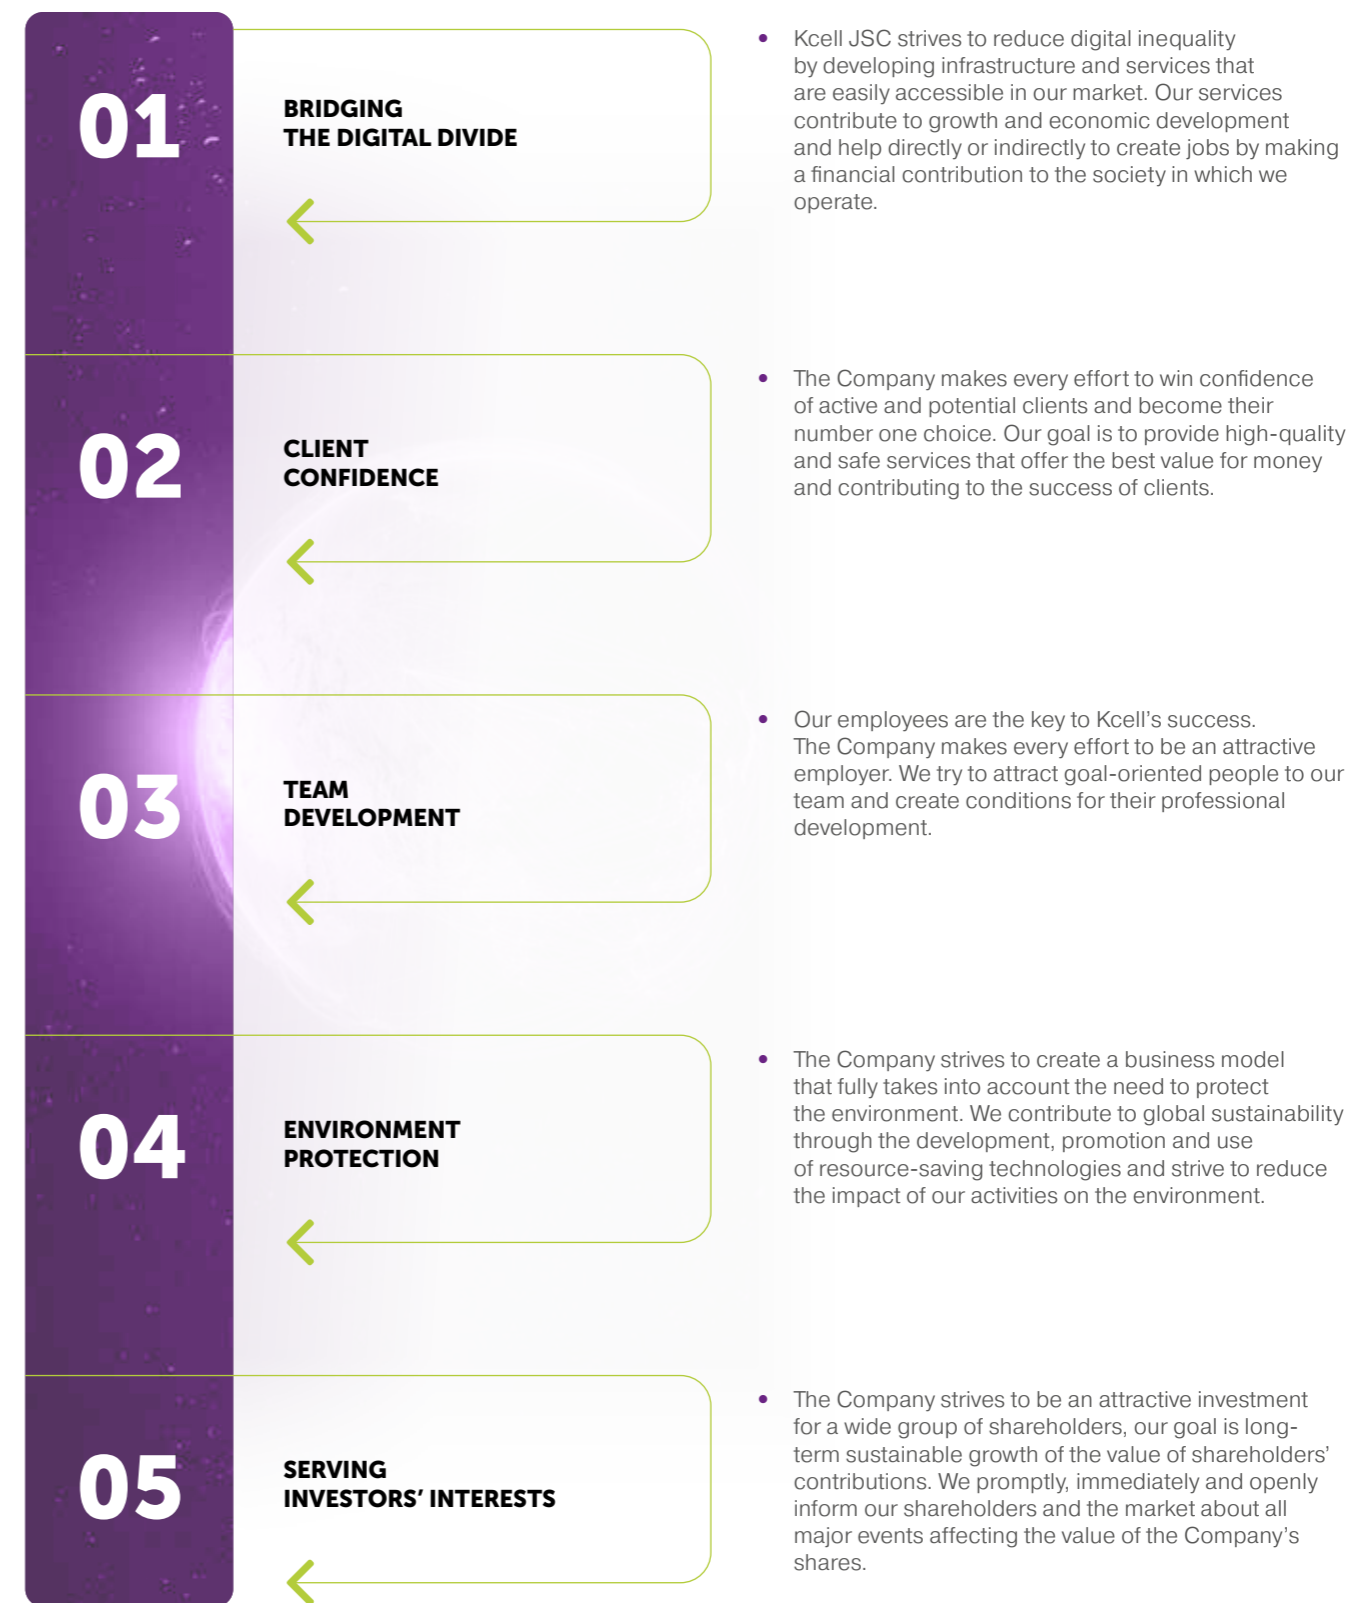 01
BRIDGING
THE DIGITAL DIVIDE
• Kcell JSC strives to reduce digital inequality
by developing infrastructure and services that
are easily accessible in our market. Our services
contribute to growth and economic development
and help directly or indirectly to create jobs by making
a financial contribution to the society in which we
operate.
02
CLIENT
CONFIDENCE
• The Company makes every effort to win confidence
of active and potential clients and become their
number one choice. Our goal is to provide high-quality
and safe services that offer the best value for money
and contributing to the success of clients.
03
TEAM
DEVELOPMENT
• Our employees are the key to Kcell’s success.
The Company makes every effort to be an attractive
employer. We try to attract goal-oriented people to our
team and create conditions for their professional
development.
04
ENVIRONMENT
PROTECTION
• The Company strives to create a business model
that fully takes into account the need to protect
the environment. We contribute to global sustainability
through the development, promotion and use
of resource-saving technologies and strive to reduce
the impact of our activities on the environment.
05
SERVING
INVESTORS’ INTERESTS
• The Company strives to be an attractive investment
for a wide group of shareholders, our goal is long-
term sustainable growth of the value of shareholders’
contributions. We promptly, immediately and openly
inform our shareholders and the market about all
major events affecting the value of the Company’s
shares.